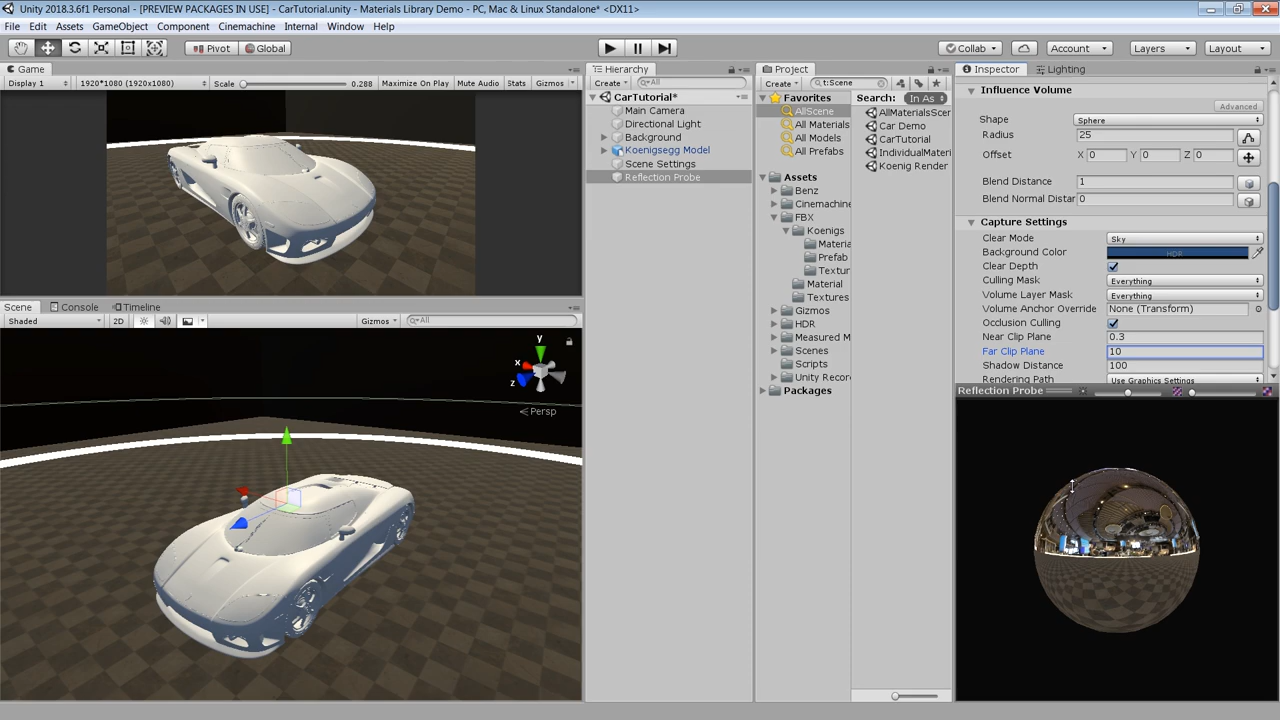 Unity 2018.3.6f1 Personal - [PREVIEW PACKAGES IN USE] - CarTutorial.unity - Materials Library Demo - PC, Mac & Linux Standalone* <DX11>
File Edit Assets GameObject Component Cinemachine Internal Window Help
Pivot Global Collab Account Layers Layout
Game
Display 1 1920*1080 (1920x1080) Scale 0.288 Maximize On Play Mute Audio Stats Gizmos
Scene Console Timeline
Shaded 2D Gizmos All
y
x
z
Persp
Hierarchy
Create All
CarTutorial*
Main Camera
Directional Light
Background
Koenigsegg Model
Scene Settings
Reflection Probe
Project
Create t:Scene
Favorites
AllScene
All Materials
All Models
All Prefabs
Assets
Benz
Cinemachine
FBX
Koenigs
Materia
Prefab
Textur
Material
Textures
Gizmos
HDR
Measured M
Scenes
Scripts
Unity Recor
Packages
Search: In As
AllMaterialsScer
Car Demo
CarTutorial
IndividualMateri
Koenig Render
Inspector Lighting
Influence Volume
Advanced
Shape Sphere
Radius 25
Offset X 0 Y 0 Z 0
Blend Distance 1
Blend Normal Distar 0
Capture Settings
Clear Mode Sky
Background Color HDR
Clear Depth
Culling Mask Everything
Volume Layer Mask Everything
Volume Anchor Override None (Transform)
Occlusion Culling
Near Clip Plane 0.3
Far Clip Plane 10
Shadow Distance 100
Rendering Path Use Graphics Settings
Reflection Probe